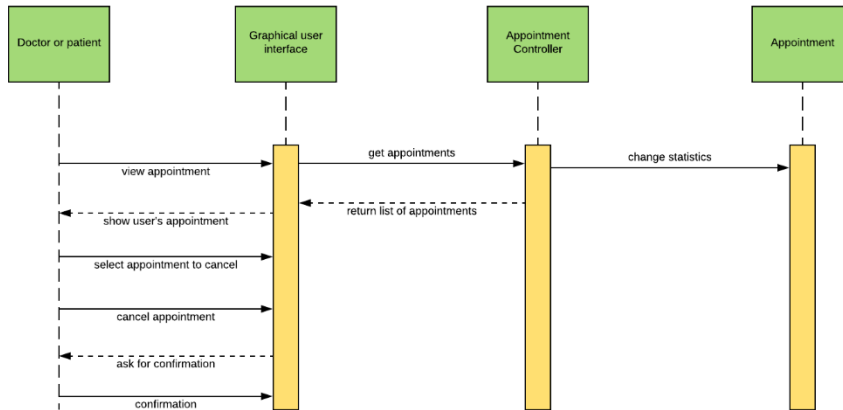 Doctor or patient
Graphical user
interface
Appointment
Controller
Appointment
view appointment
get appointments
change statistics
show user's appointment
return list of appointments
select appointment to cancel
cancel appointment
ask for confirmation
confirmation